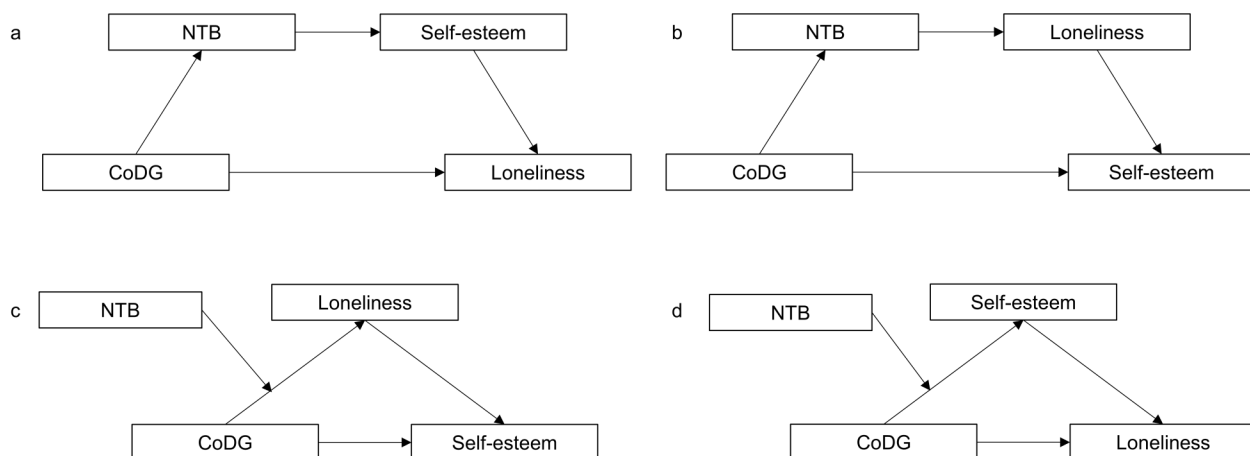 a
NTB
Self-esteem
CoDG
Loneliness
b
NTB
Loneliness
CoDG
Self-esteem
c
NTB
Loneliness
CoDG
Self-esteem
d
NTB
Self-esteem
CoDG
Loneliness